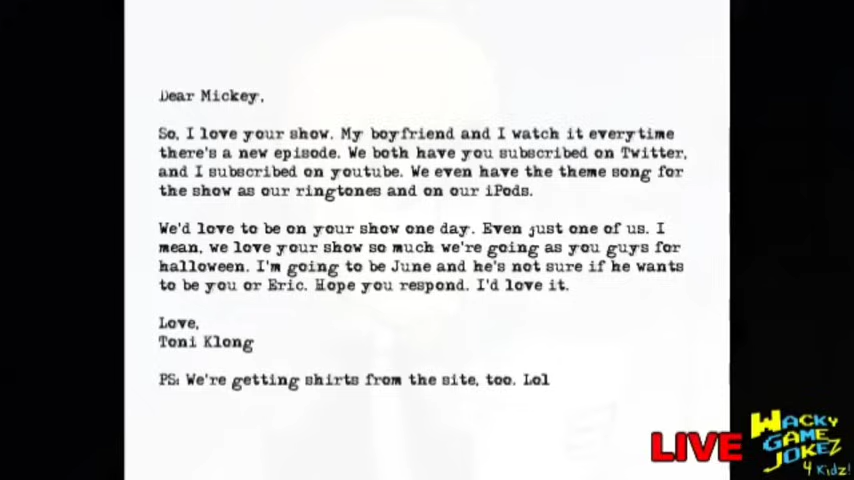 Dear Mickey,
So, I love your show. My boyfriend and I watch it everytime
there's a new episode. We both have you subscribed on Twitter,
and I subscribed on youtube. We even have the theme song for
the show as our ringtones and on our iPods.
We'd love to be on your show one day. Even just one of us. I
mean, we love your show so much we're going as you guys for
halloween. I'm going to be June and he's not sure if he wants
to be you or Eric. Hope you respond. I'd love it.
Love,
Toni Klong
PS: We're getting shirts from the site, too. Lol
LIVE
WACKY
GAME
JOKEZ
4 Kidz!